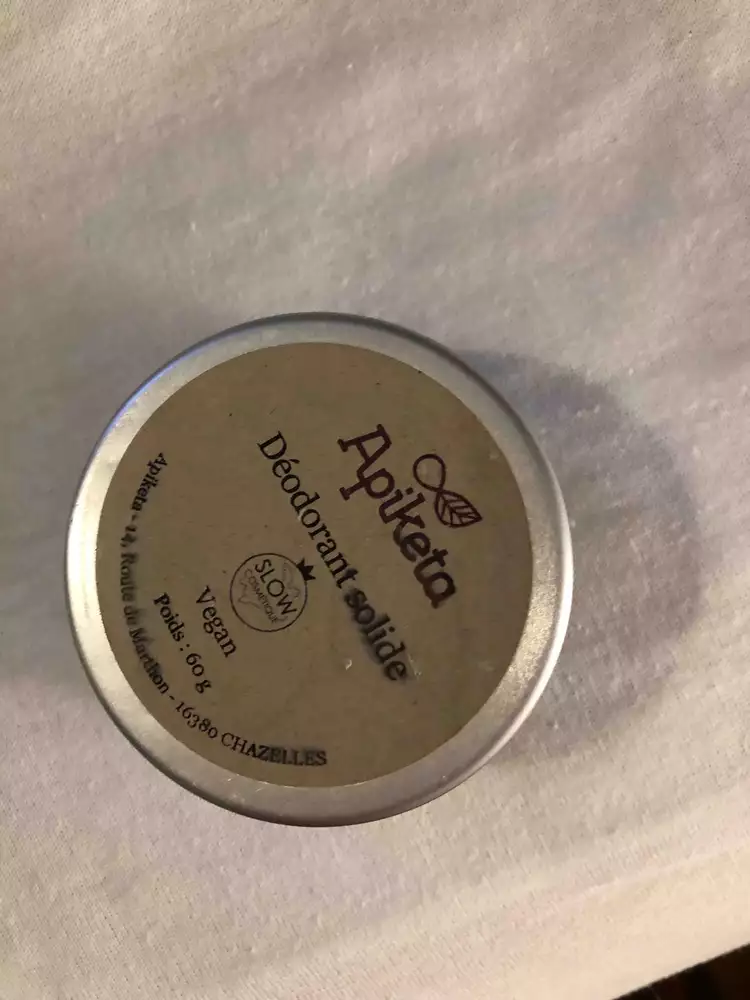 ApiKeta
Déodorant solide
SLOW
COSMÉTIQUE
Vegan
Poids : 60 g
Apiketa - 14, Route de Marthon - 16380 CHAZELLES